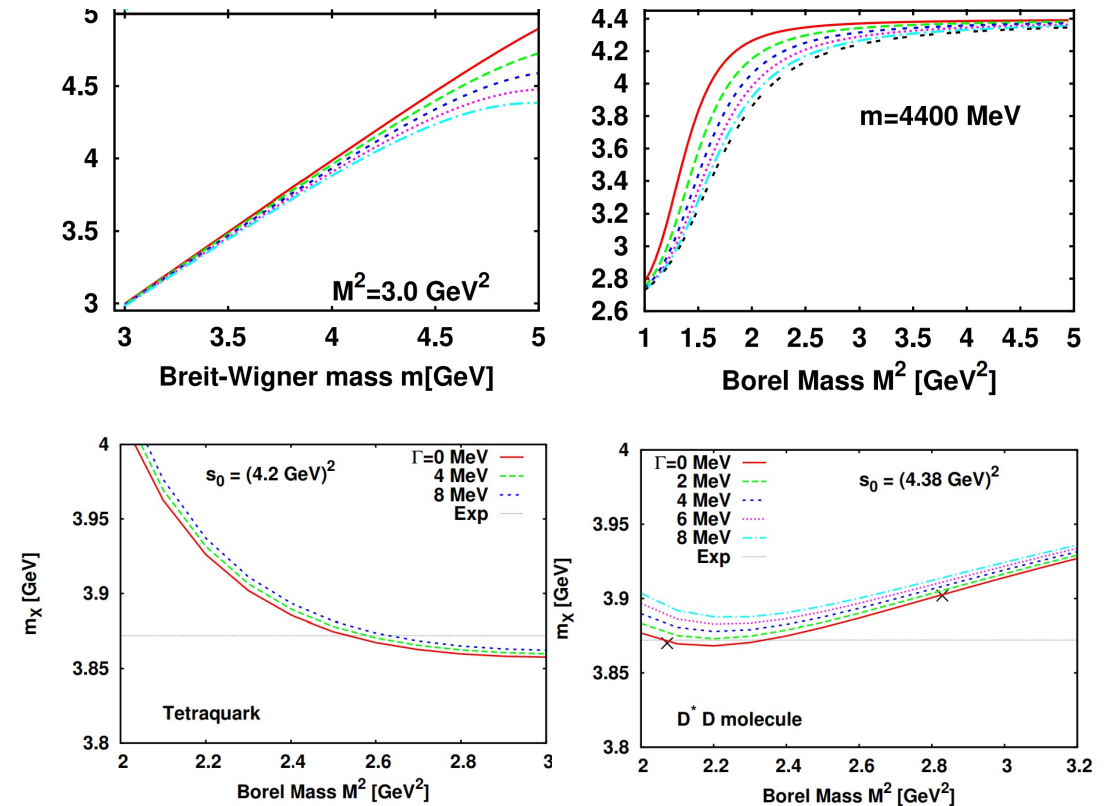 5
4.5
4
3.5
3
M²=3.0 GeV²
3 3.5 4 4.5 5
Breit-Wigner mass m[GeV]
4.4
4.2
4
3.8
3.6
3.4
3.2
3
2.8
2.6
m=4400 MeV
1 1.5 2 2.5 3 3.5 4 4.5 5
Borel Mass M² [GeV²]
4
3.95
3.9
3.85
3.8
mX [GeV]
s₀ = (4.2 GeV)²
Γ=0 MeV
4 MeV
8 MeV
Exp
Tetraquark
2 2.2 2.4 2.6 2.8 3
Borel Mass M² [GeV²]
4
3.95
3.9
3.85
3.8
mX [GeV]
Γ=0 MeV
2 MeV
4 MeV
6 MeV
8 MeV
Exp
s₀ = (4.38 GeV)²
D* D molecule
2 2.2 2.4 2.6 2.8 3 3.2
Borel Mass M² [GeV²]